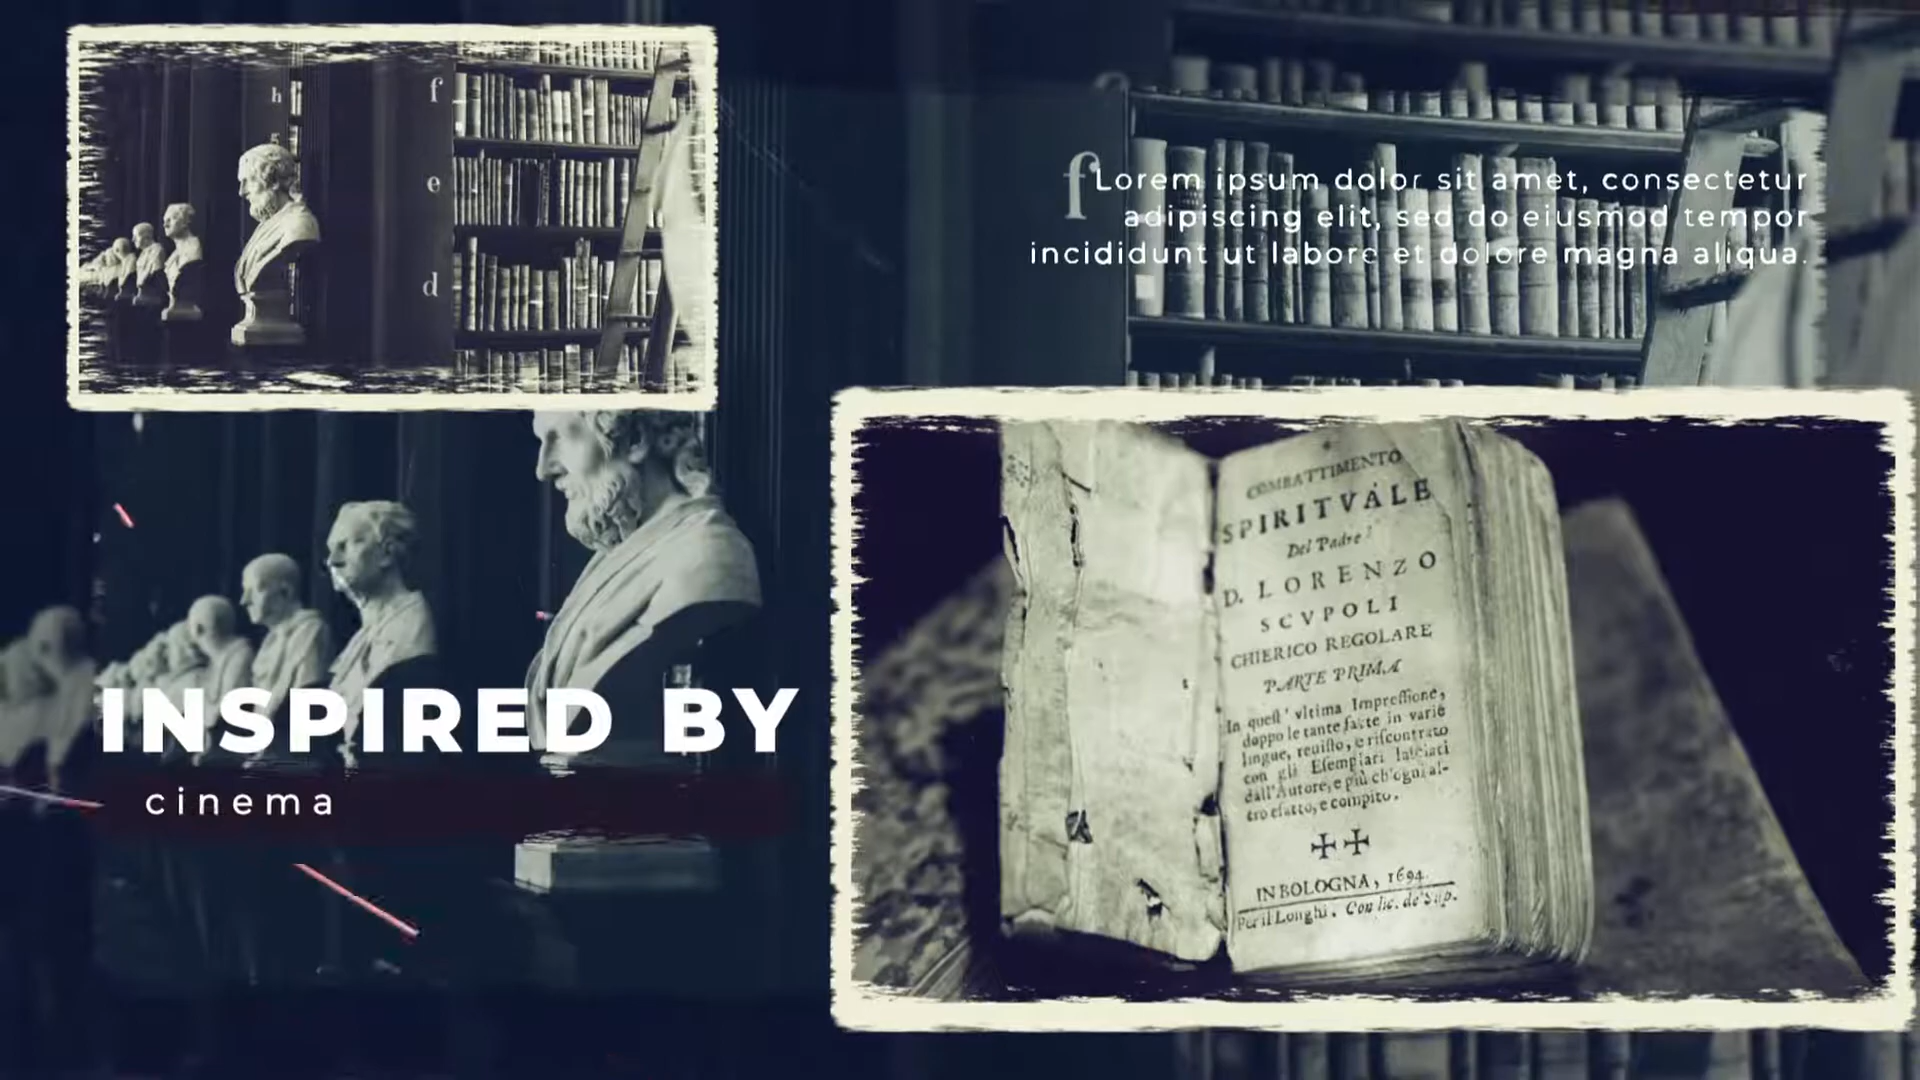 h
f
e
d
f
Lorem ipsum dolor sit amet, consectetur
adipiscing elit, sed do eiusmod tempor
incididunt ut labore et dolore magna aliqua.
INSPIRED BY
cinema
COMBATTIMENTO
SPIRITVALE
Del Padre
D. LORENZO
SCVPOLI
CHIERICO REGOLARE
PARTE PRIMA
In quest' vltima Impressione,
doppo le tante fatte in varie
lingue, reuisto, e riscontrato
con gli Esemplari lasciati
dall'Autore, e più ch'ogni al-
tro esatto, e compito.
IN BOLOGNA, 1694.
Per il Longhi. Con lic. de' Sup.